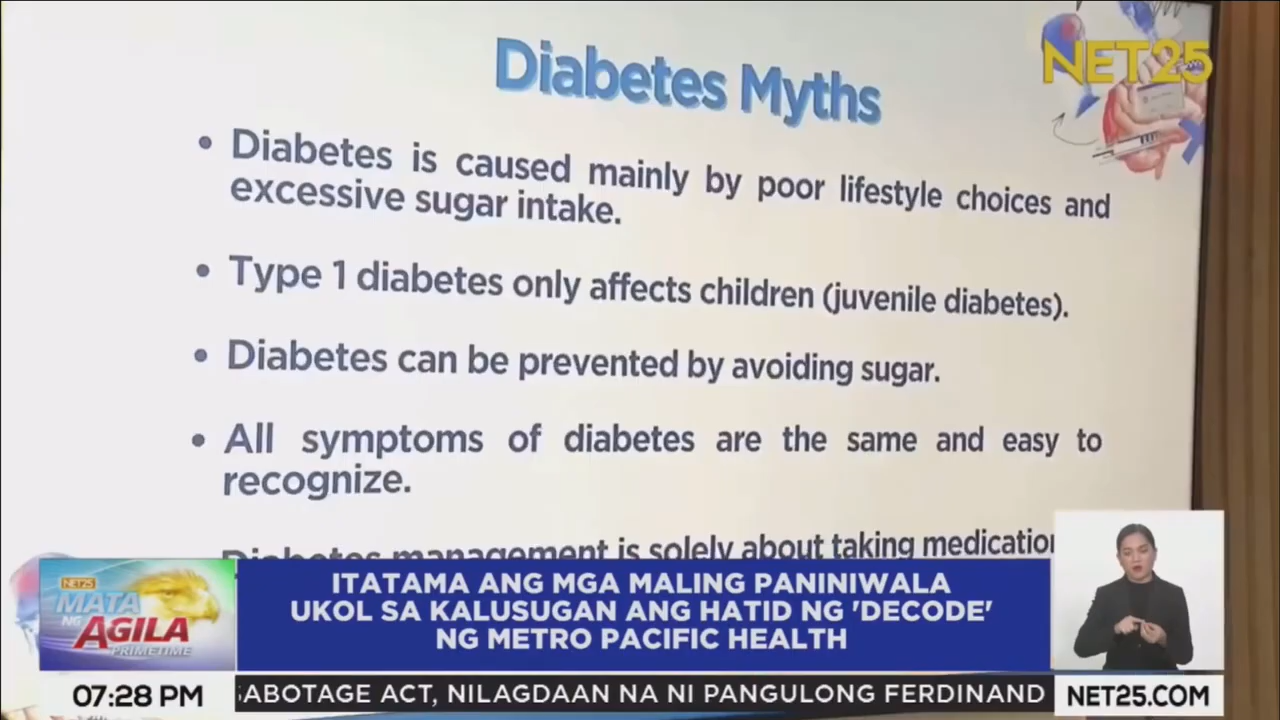 Diabetes Myths
NET25
• Diabetes is caused mainly by poor lifestyle choices and
excessive sugar intake.
• Type 1 diabetes only affects children (juvenile diabetes).
• Diabetes can be prevented by avoiding sugar.
• All symptoms of diabetes are the same and easy to
recognize.
Diabetes management is solely about taking medication
NET25
MATA
NG
AGILA
PRIMETIME
ITATAMA ANG MGA MALING PANINIWALA
UKOL SA KALUSUGAN ANG HATID NG 'DECODE'
NG METRO PACIFIC HEALTH
07:28 PM
SABOTAGE ACT, NILAGDAAN NA NI PANGULONG FERDINAND
NET25.COM